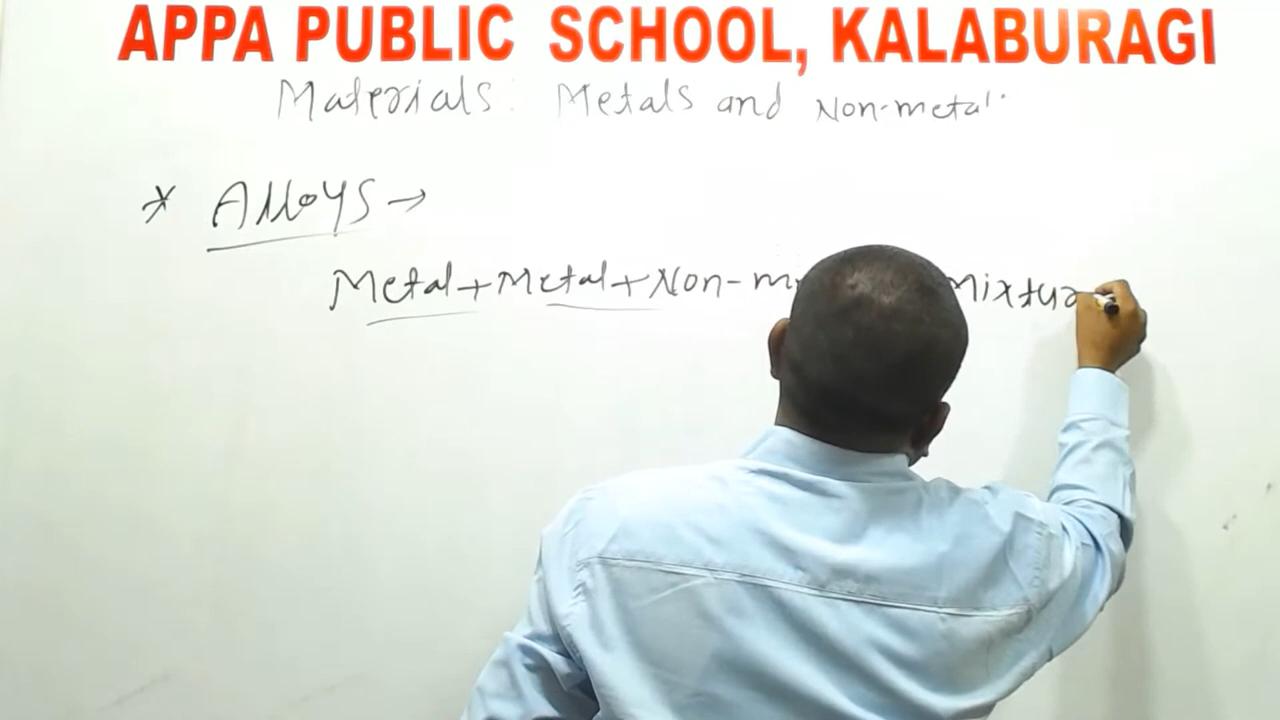 APPA PUBLIC SCHOOL, KALABURAGI
Materials: Metals and Non-metal.
* Alloys →
Metal + Metal + Non-m